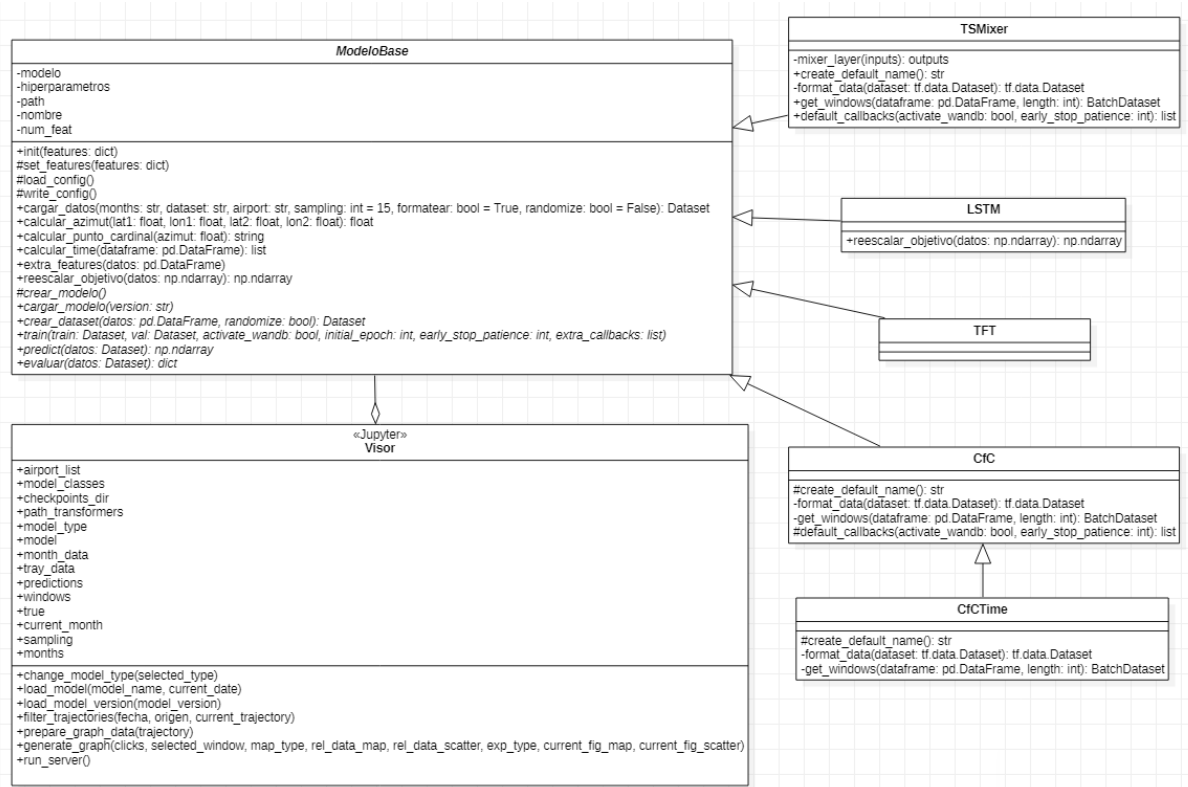 ModeloBase
-modelo
-hiperparametros
-path
-nombre
-num_feat
+init(features: dict)
#set_features(features: dict)
#load_config()
#write_config()
+cargar_datos(months: str, dataset: str, airport: str, sampling: int = 15, formatear: bool = True, randomize: bool = False): Dataset
+calcular_azimut(lat1: float, lon1: float, lat2: float, lon2: float): float
+calcular_punto_cardinal(azimut: float): string
+calcular_time(dataframe: pd.DataFrame): list
+extra_features(datos: pd.DataFrame)
+reescalar_objetivo(datos: np.ndarray): np.ndarray
#crear_modelo()
+cargar_modelo(version: str)
+crear_dataset(datos: pd.DataFrame, randomize: bool): Dataset
+train(train: Dataset, val: Dataset, activate_wandb: bool, initial_epoch: int, early_stop_patience: int, extra_callbacks: list)
+predict(datos: Dataset): np.ndarray
+evaluar(datos: Dataset): dict
«Jupyter»
Visor
+airport_list
+model_classes
+checkpoints_dir
+path_transformers
+model_type
+model
+month_data
+tray_data
+predictions
+windows
+true
+current_month
+sampling
+months
+change_model_type(selected_type)
+load_model(model_name, current_date)
+load_model_version(model_version)
+filter_trajectories(fecha, origen, current_trajectory)
+prepare_graph_data(trajectory)
+generate_graph(clicks, selected_window, map_type, rel_data_map, rel_data_scatter, exp_type, current_fig_map, current_fig_scatter)
+run_server()
TSMixer
-mixer_layer(inputs): outputs
+create_default_name(): str
-format_data(dataset: tf.data.Dataset): tf.data.Dataset
+get_windows(dataframe: pd.DataFrame, length: int): BatchDataset
+default_callbacks(activate_wandb: bool, early_stop_patience: int): list
LSTM
+reescalar_objetivo(datos: np.ndarray): np.ndarray
TFT
CfC
#create_default_name(): str
-format_data(dataset: tf.data.Dataset): tf.data.Dataset
-get_windows(dataframe: pd.DataFrame, length: int): BatchDataset
#default_callbacks(activate_wandb: bool, early_stop_patience: int): list
CfCTime
#create_default_name(): str
-format_data(dataset: tf.data.Dataset): tf.data.Dataset
-get_windows(dataframe: pd.DataFrame, length: int): BatchDataset